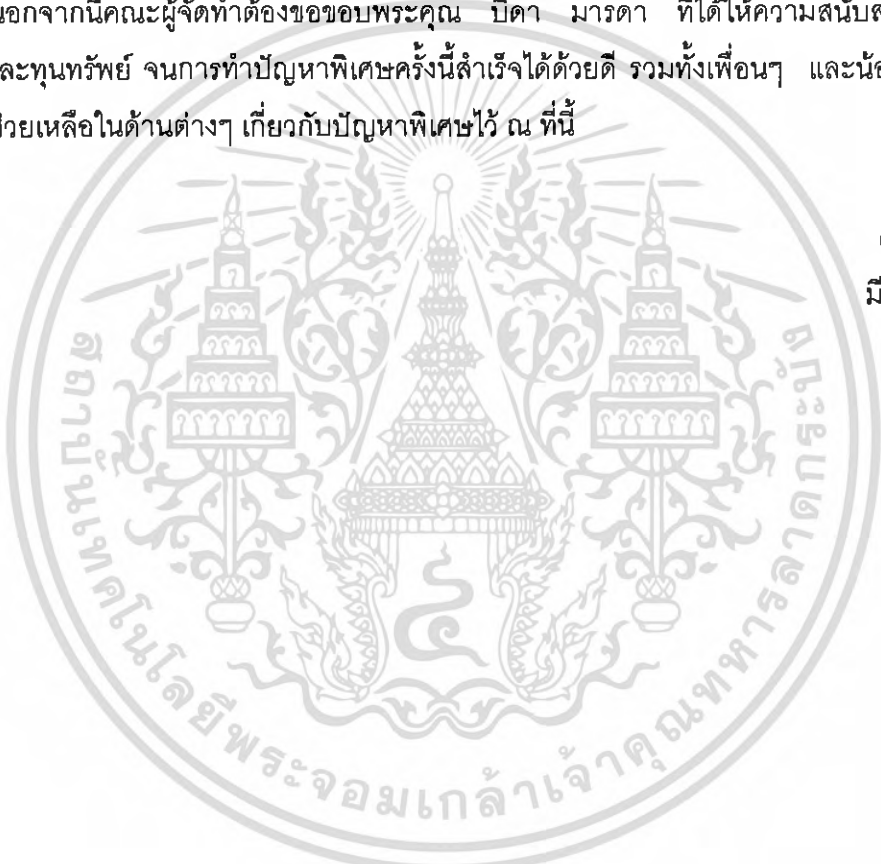 นอกจากนี้คณะผู้จัดทำต้องขอขอบพระคุณ บิดา มารดา ที่ได้ให้ความสนับส
ละทุนทรัพย์ จนการทำปัญหาพิเศษครั้งนี้สำเร็จได้ด้วยดี รวมทั้งเพื่อนๆ และน้อ
ช่วยเหลือในด้านต่างๆ เกี่ยวกับปัญหาพิเศษไว้ ณ ที่นี้
มี
สถาบันเทคโนโลยีพระจอมเกล้าเจ้าคุณทหารลาดกระบัง
๔